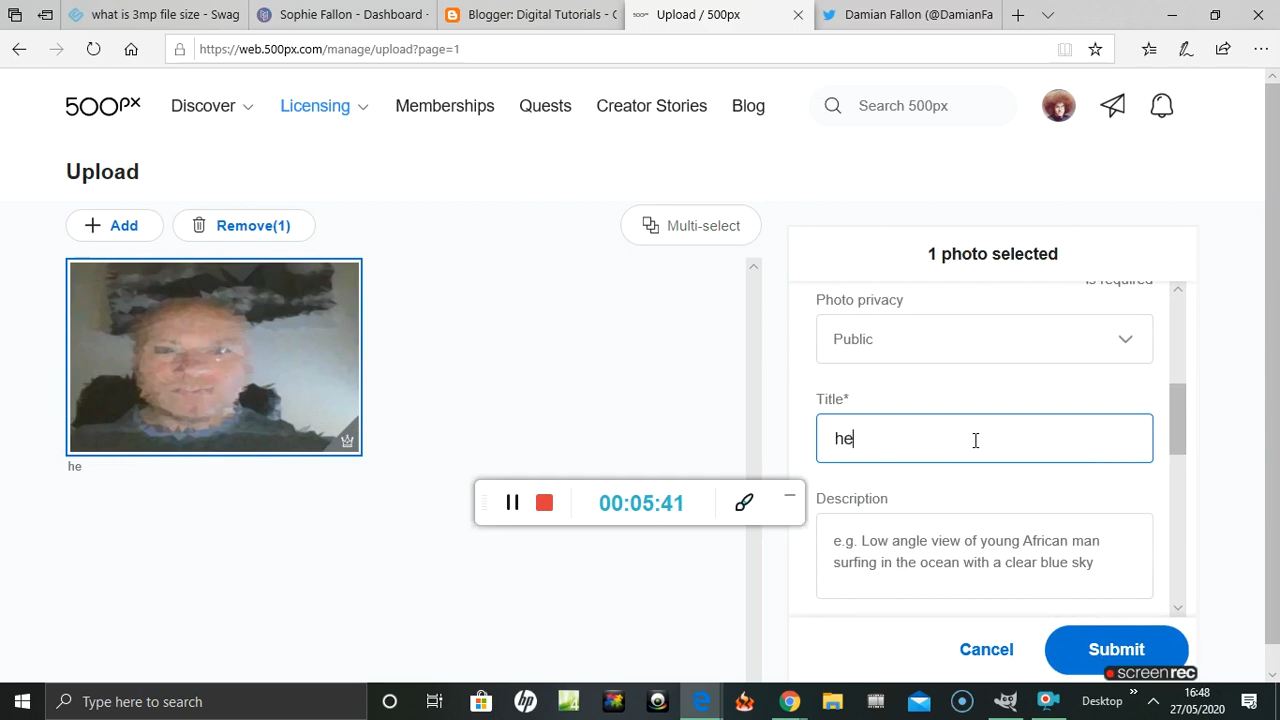 what is 3mp file size - Swag
Sophie Fallon - Dashboard -
Blogger: Digital Tutorials - C
Upload / 500px
Damian Fallon (@DamianFa
https://web.500px.com/manage/upload?page=1
500px
Discover
Licensing
Memberships
Quests
Creator Stories
Blog
Search 500px
Upload
Add
Remove(1)
Multi-select
1 photo selected
is required
Photo privacy
Public
Title*
he
he
00:05:41
Description
e.g. Low angle view of young African man
surfing in the ocean with a clear blue sky
Cancel
Submit
screenrec
Type here to search
hp
Desktop
16:48
27/05/2020